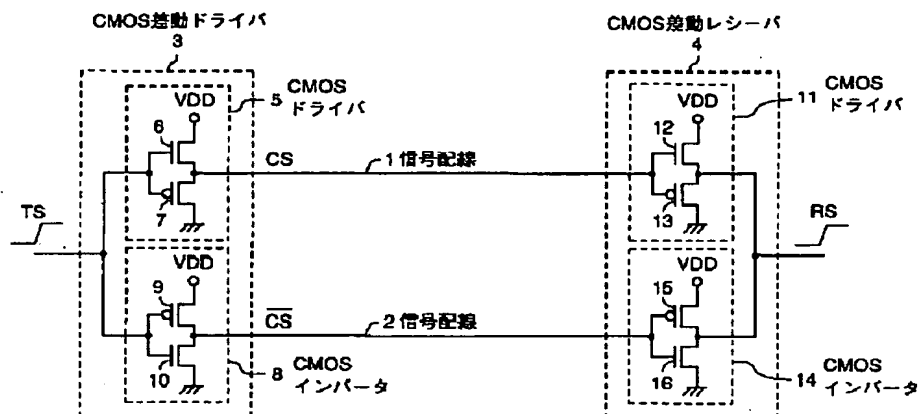 CMOS差動ドライバ
3
CMOS差動レシーバ
4
5 CMOS
ドライバ
VDD
6
7
CS
1 信号配線
VDD
12
13
11 CMOS
ドライバ
TS
RS
VDD
9
10
CS
2 信号配線
8 CMOS
インバータ
VDD
15
16
14 CMOS
インバータ